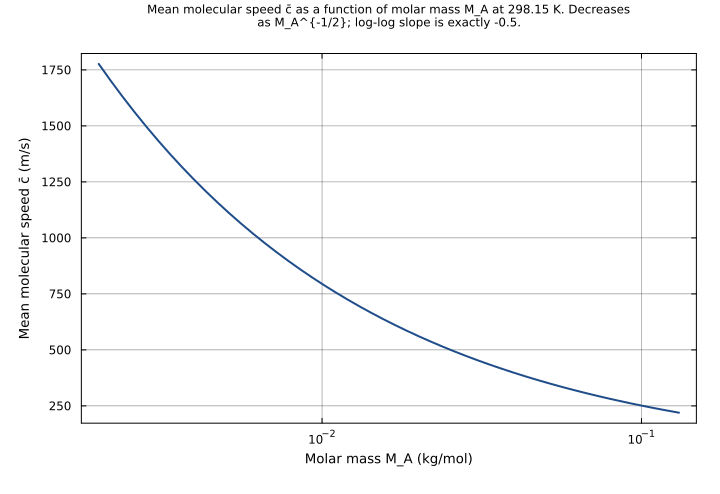 Mean molecular speed c̄ as a function of molar mass M_A at 298.15 K. Decreases
as M_A^{-1/2}; log-log slope is exactly -0.5.
Mean molecular speed c̄ (m/s)
1750
1500
1250
1000
750
500
250
10⁻²
10⁻¹
Molar mass M_A (kg/mol)